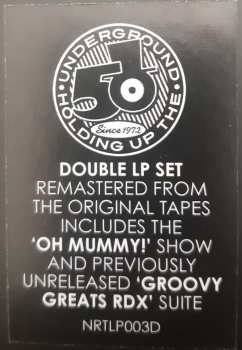 UNDERGROUND
50
Since 1972
HOLDING UP THE
DOUBLE LP SET
REMASTERED FROM
THE ORIGINAL TAPES
INCLUDES THE
'OH MUMMY!' SHOW
AND PREVIOUSLY
UNRELEASED 'GROOVY
GREATS RDX' SUITE
NRTLP003D